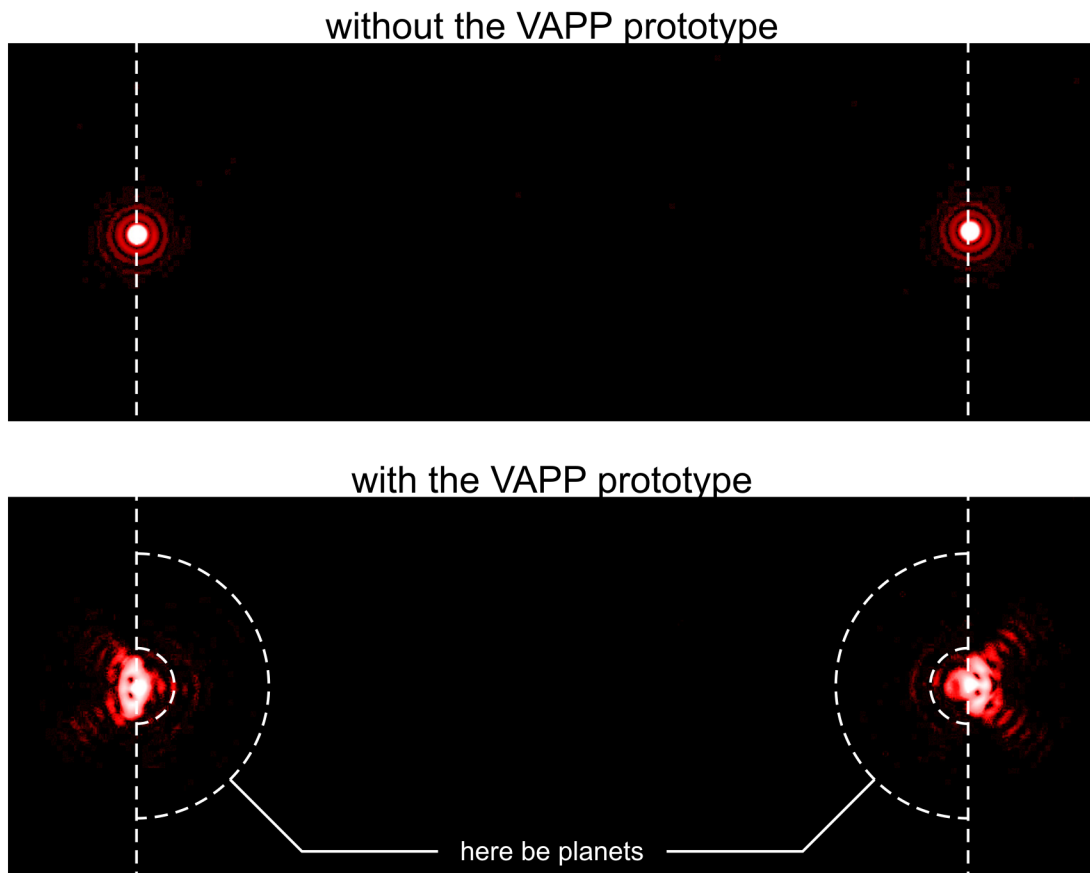 without the VAPP prototype
with the VAPP prototype
here be planets